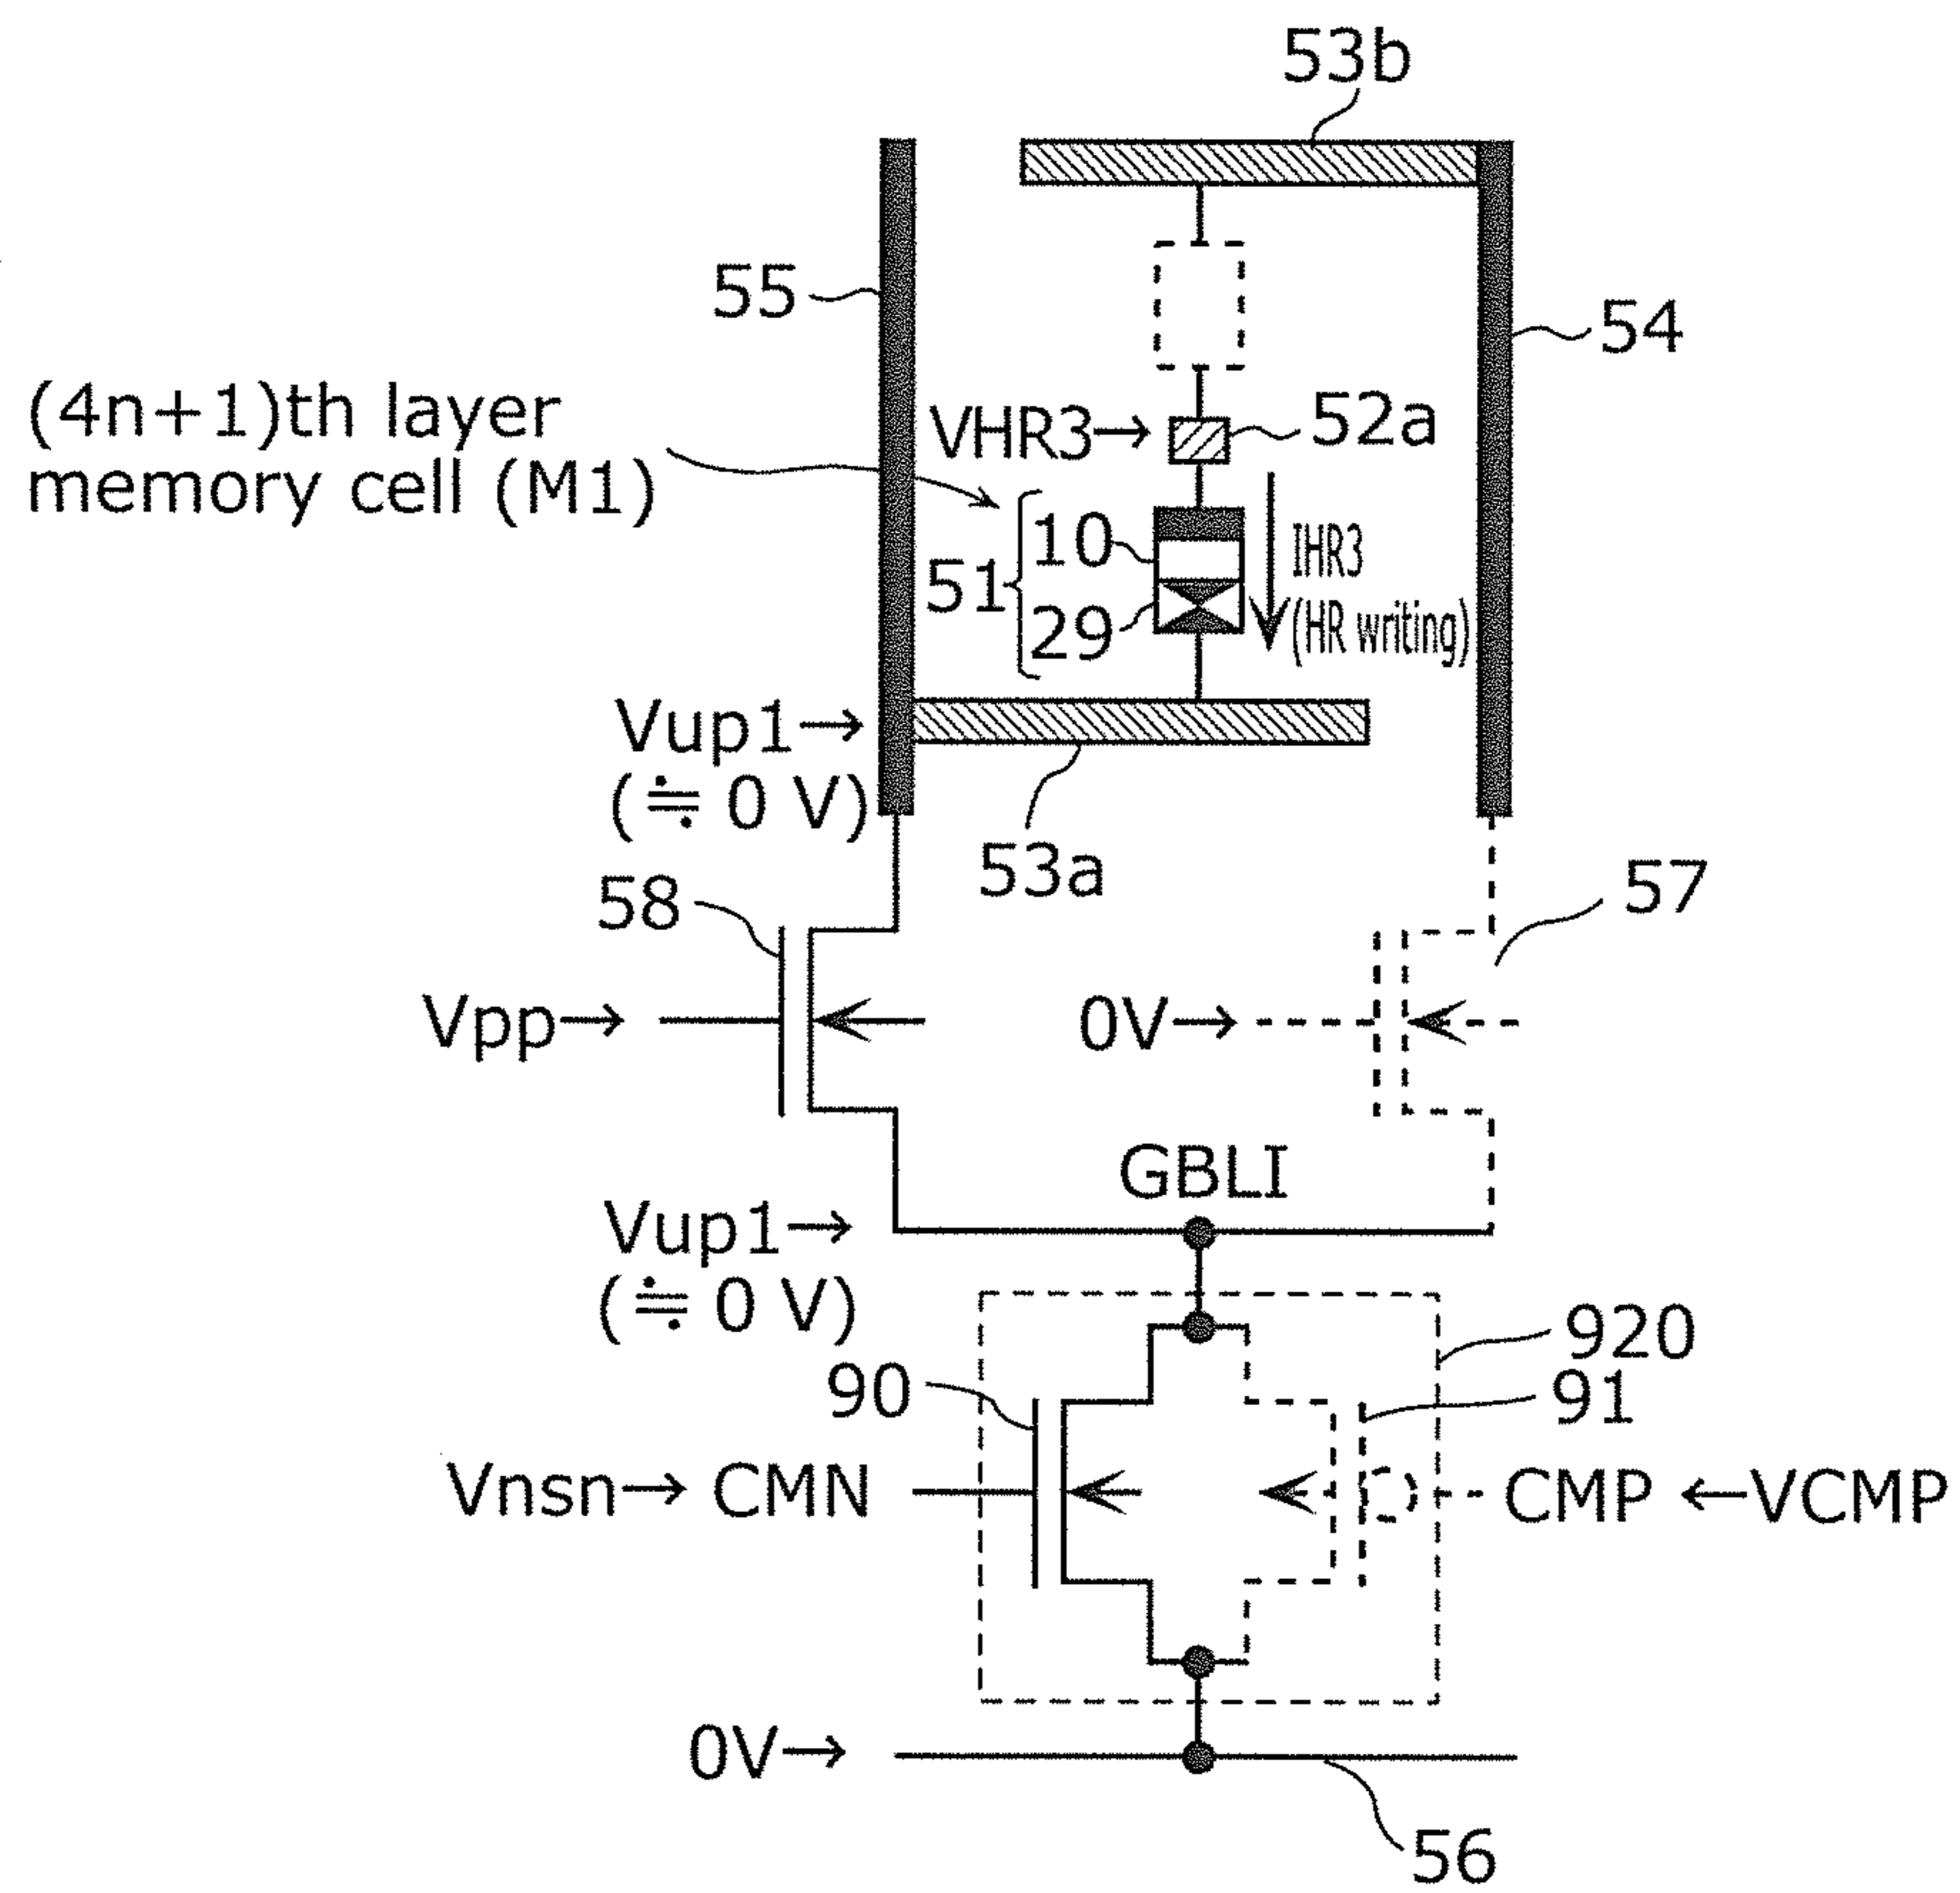 53b
55
54
(4n+1)th layer
memory cell (M1)
VHR3→
52a
51
10
29
IHR3
(HR writing)
Vup1→
(≒ 0 V)
53a
58
57
Vpp→
0V→
GBLI
Vup1→
(≒ 0 V)
920
90
91
Vnsn→ CMN
CMP ←VCMP
0V→
56